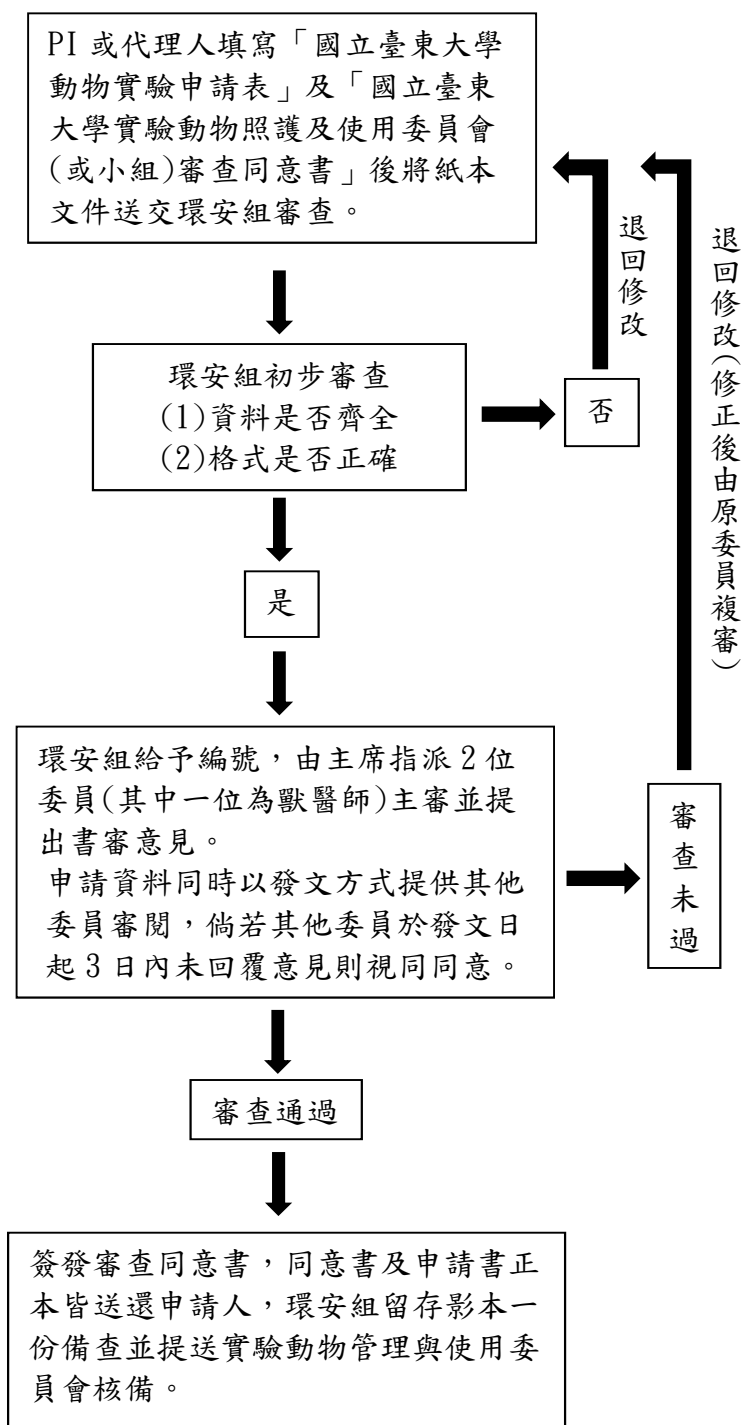 PI 或代理人填寫「國立臺東大學
動物實驗申請表」及「國立臺東
大學實驗動物照護及使用委員會
(或小組)審查同意書」後將紙本
文件送交環安組審查。
退回修改
退回修改(修正後由原委員複審)
環安組初步審查
(1)資料是否齊全
(2)格式是否正確
否
是
環安組給予編號，由主席指派 2 位
委員(其中一位為獸醫師)主審並提
出書審意見。
申請資料同時以發文方式提供其他
委員審閱，倘若其他委員於發文日
起 3 日內未回覆意見則視同同意。
審查未過
審查通過
簽發審查同意書，同意書及申請書正
本皆送還申請人，環安組留存影本一
份備查並提送實驗動物管理與使用委
員會核備。